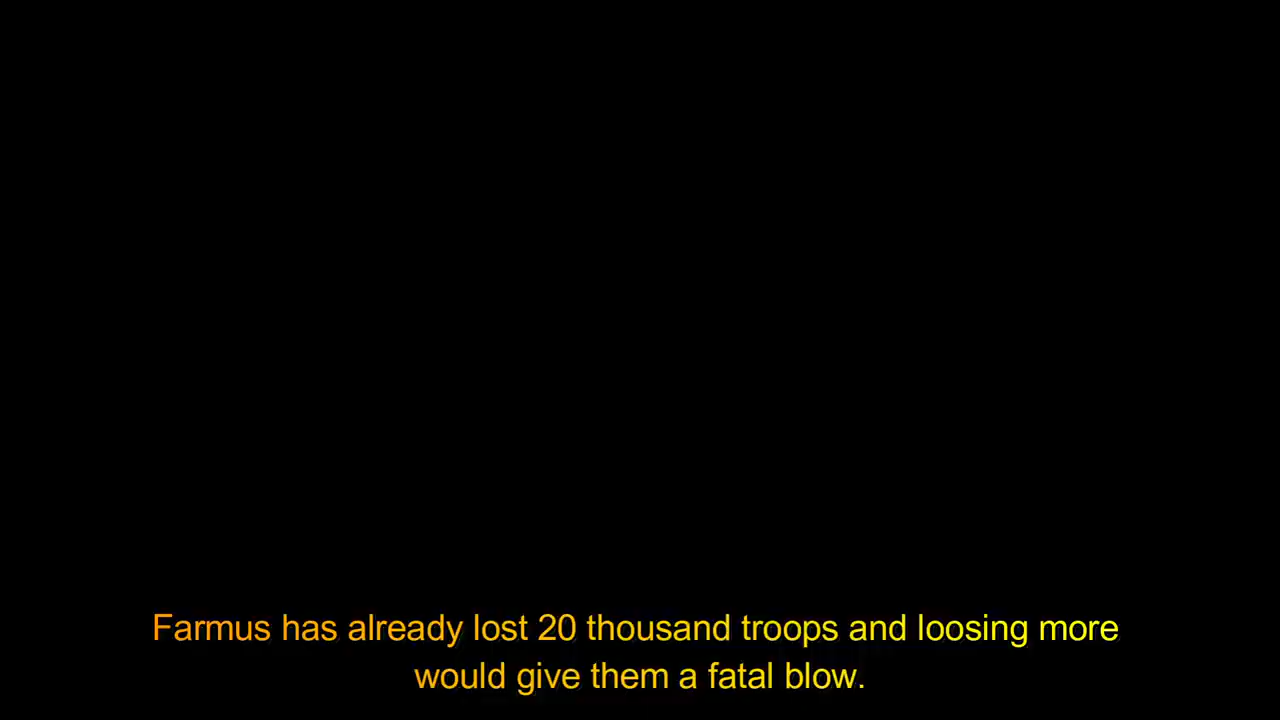 Farmus has already lost 20 thousand troops and loosing more
would give them a fatal blow.